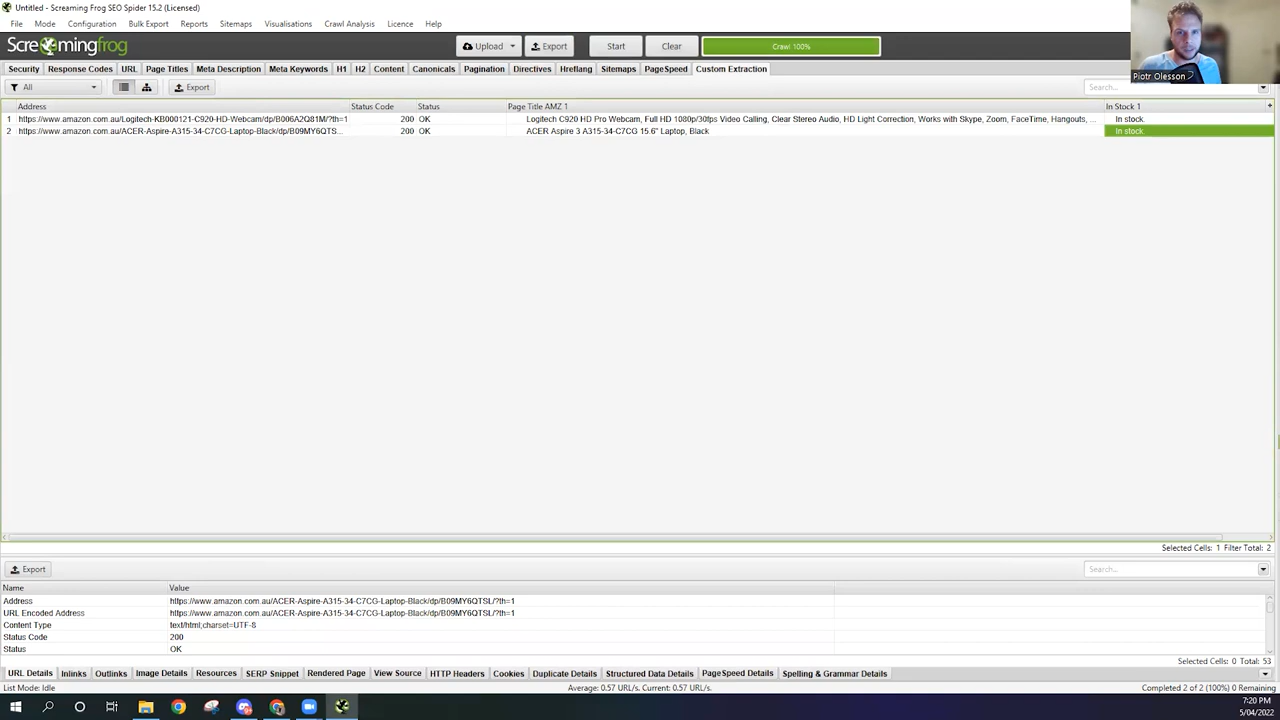 Untitled - Screaming Frog SEO Spider 15.2 (Licensed)
File Mode Configuration Bulk Export Reports Sitemaps Visualisations Crawl Analysis Licence Help
Screamingfrog Upload Export Start Clear Crawl 100%
Piotr Olesson
Security Response Codes URL Page Titles Meta Description Meta Keywords H1 H2 Content Canonicals Pagination Directives Hreflang Sitemaps PageSpeed Custom Extraction
All Export Search...
Address Status Code Status Page Title AMZ 1 In Stock 1
1 https://www.amazon.com.au/Logitech-KB000121-C920-HD-Webcam/dp/B006A2Q81M/?th=1 200 OK Logitech C920 HD Pro Webcam, Full HD 1080p/30fps Video Calling, Clear Stereo Audio, HD Light Correction, Works with Skype, Zoom, FaceTime, Hangouts, ... In stock.
2 https://www.amazon.com.au/ACER-Aspire-A315-34-C7CG-Laptop-Black/dp/B09MY6QTS... 200 OK ACER Aspire 3 A315-34-C7CG 15.6" Laptop, Black In stock.
Selected Cells: 1 Filter Total: 2
Export Search...
Name Value
Address https://www.amazon.com.au/ACER-Aspire-A315-34-C7CG-Laptop-Black/dp/B09MY6QTSL/?th=1
URL Encoded Address https://www.amazon.com.au/ACER-Aspire-A315-34-C7CG-Laptop-Black/dp/B09MY6QTSL/?th=1
Content Type text/html;charset=UTF-8
Status Code 200
Status OK
Selected Cells: 0 Total: 53
URL Details Inlinks Outlinks Image Details Resources SERP Snippet Rendered Page View Source HTTP Headers Cookies Duplicate Details Structured Data Details PageSpeed Details Spelling & Grammar Details
List Mode: Idle Average: 0.57 URL/s. Current: 0.57 URL/s. Completed 2 of 2 (100%) 0 Remaining
7:20 PM
5/04/2022